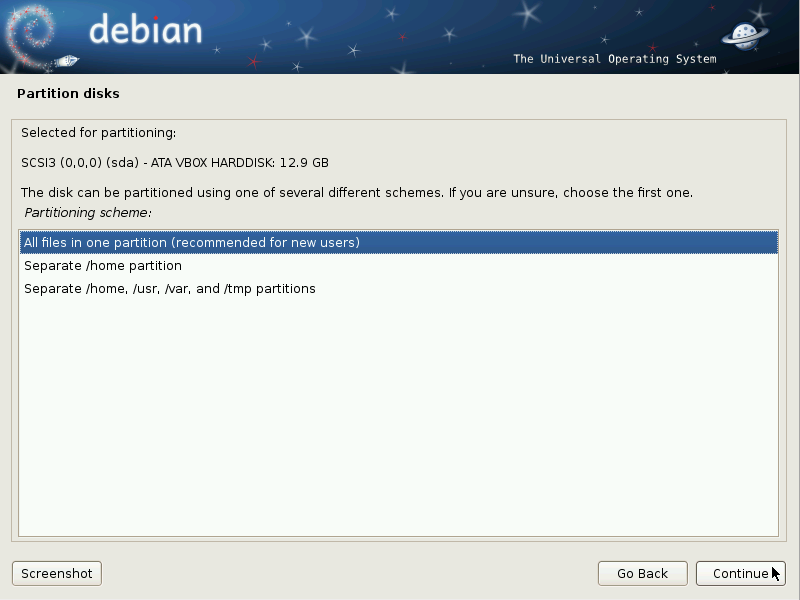 debian
The Universal Operating System
Partition disks
Selected for partitioning:
SCSI3 (0,0,0) (sda) - ATA VBOX HARDDISK: 12.9 GB
The disk can be partitioned using one of several different schemes. If you are unsure, choose the first one.
Partitioning scheme:
All files in one partition (recommended for new users)
Separate /home partition
Separate /home, /usr, /var, and /tmp partitions
Screenshot
Go Back
Continue